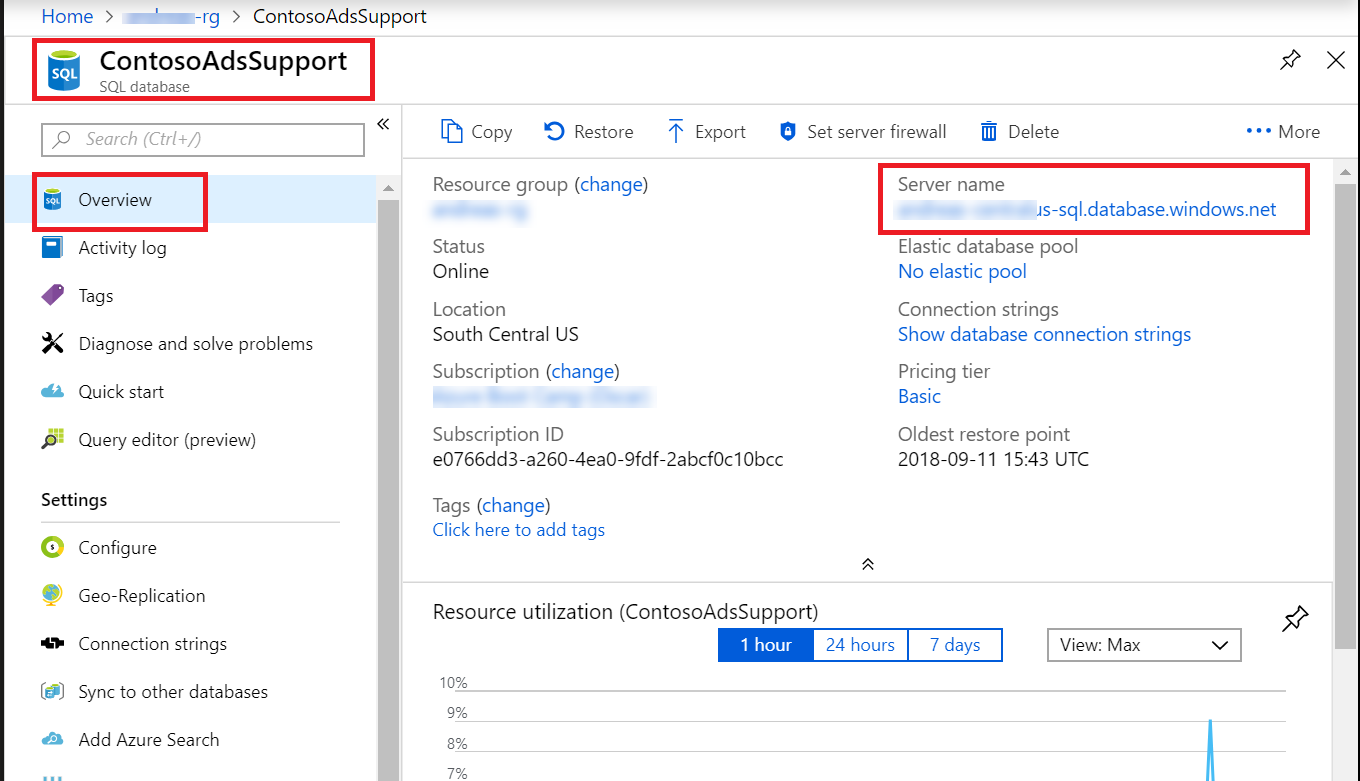 Home > -rg > ContosoAdsSupport
ContosoAdsSupport
SQL
SQL database
Search (Ctrl+/)
«
Copy
Restore
Export
Set server firewall
Delete
More
SQL
Overview
Activity log
Tags
Diagnose and solve problems
Quick start
Query editor (preview)
Settings
Configure
Geo-Replication
Connection strings
Sync to other databases
Add Azure Search
Resource group (change)
Status
Online
Location
South Central US
Subscription (change)
Subscription ID
e0766dd3-a260-4ea0-9fdf-2abcf0c10bcc
Tags (change)
Click here to add tags
Server name
us-sql.database.windows.net
Elastic database pool
No elastic pool
Connection strings
Show database connection strings
Pricing tier
Basic
Oldest restore point
2018-09-11 15:43 UTC
Resource utilization (ContosoAdsSupport)
1 hour
24 hours
7 days
View: Max
10%
9%
8%
7%